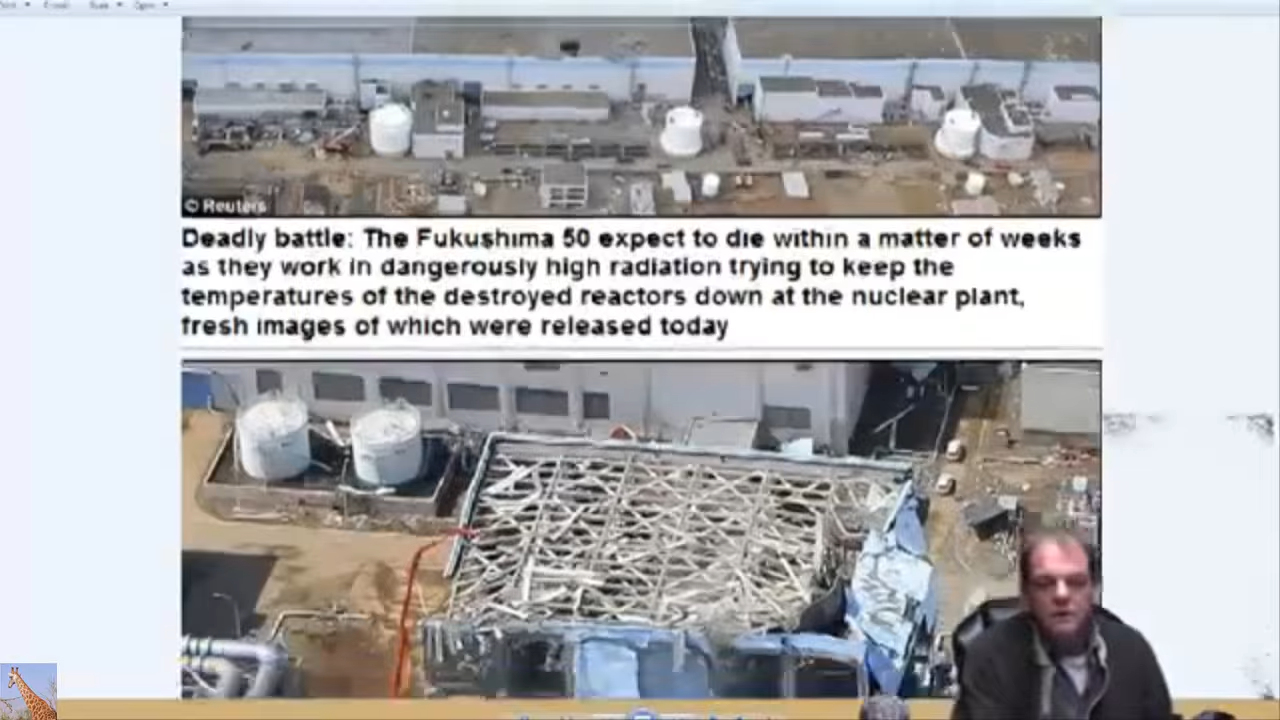 © Reuters
Deadly battle: The Fukushima 50 expect to die within a matter of weeks
as they work in dangerously high radiation trying to keep the
temperatures of the destroyed reactors down at the nuclear plant,
fresh images of which were released today